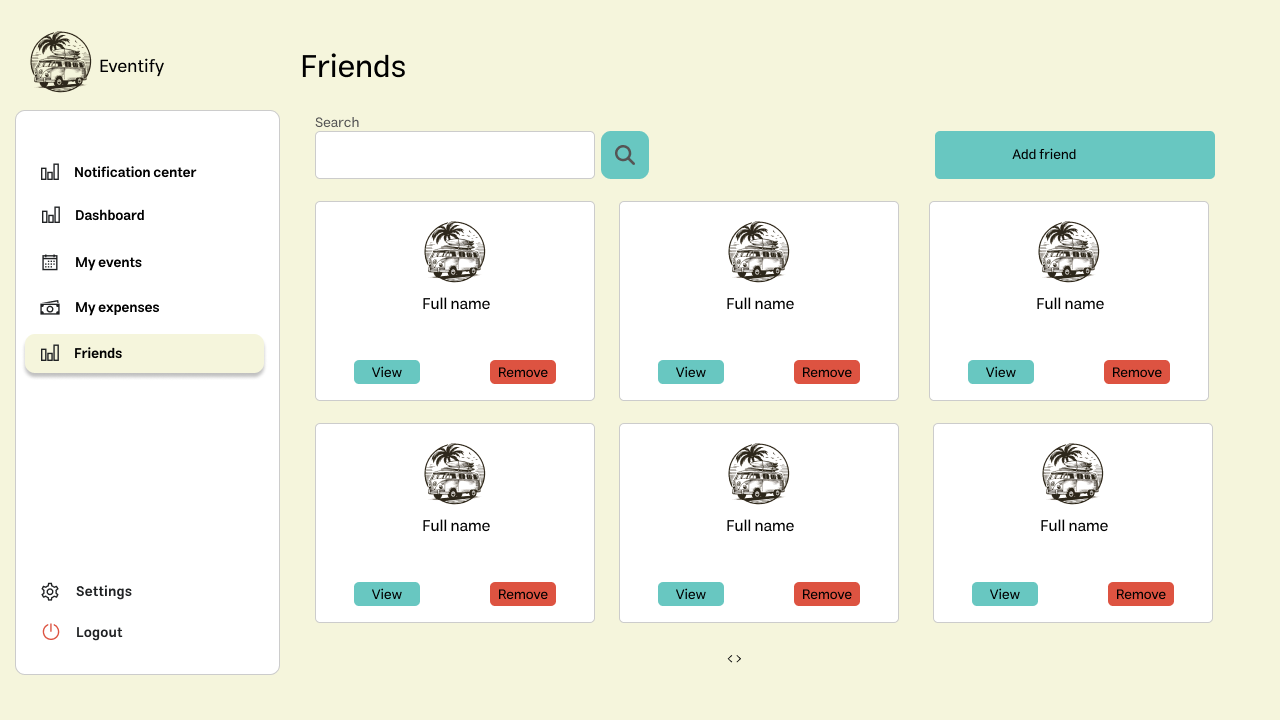 Eventify
Friends
Notification center
Dashboard
My events
My expenses
Friends
Settings
Logout
Search
Add friend
Full name
View Remove
Full name
View Remove
Full name
View Remove
Full name
View Remove
Full name
View Remove
Full name
View Remove
< >